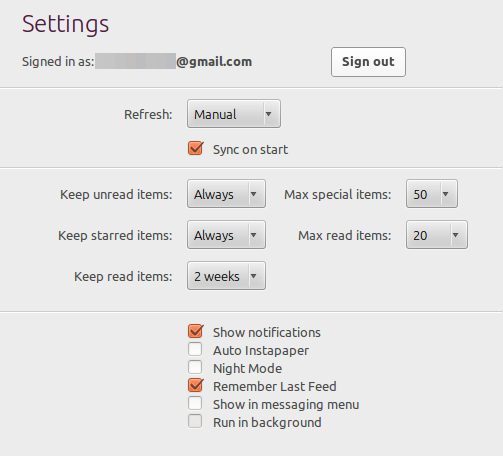 Settings
Signed in as: @gmail.com Sign out
Refresh: Manual
Sync on start
Keep unread items: Always Max special items: 50
Keep starred items: Always Max read items: 20
Keep read items: 2 weeks
Show notifications
Auto Instapaper
Night Mode
Remember Last Feed
Show in messaging menu
Run in background